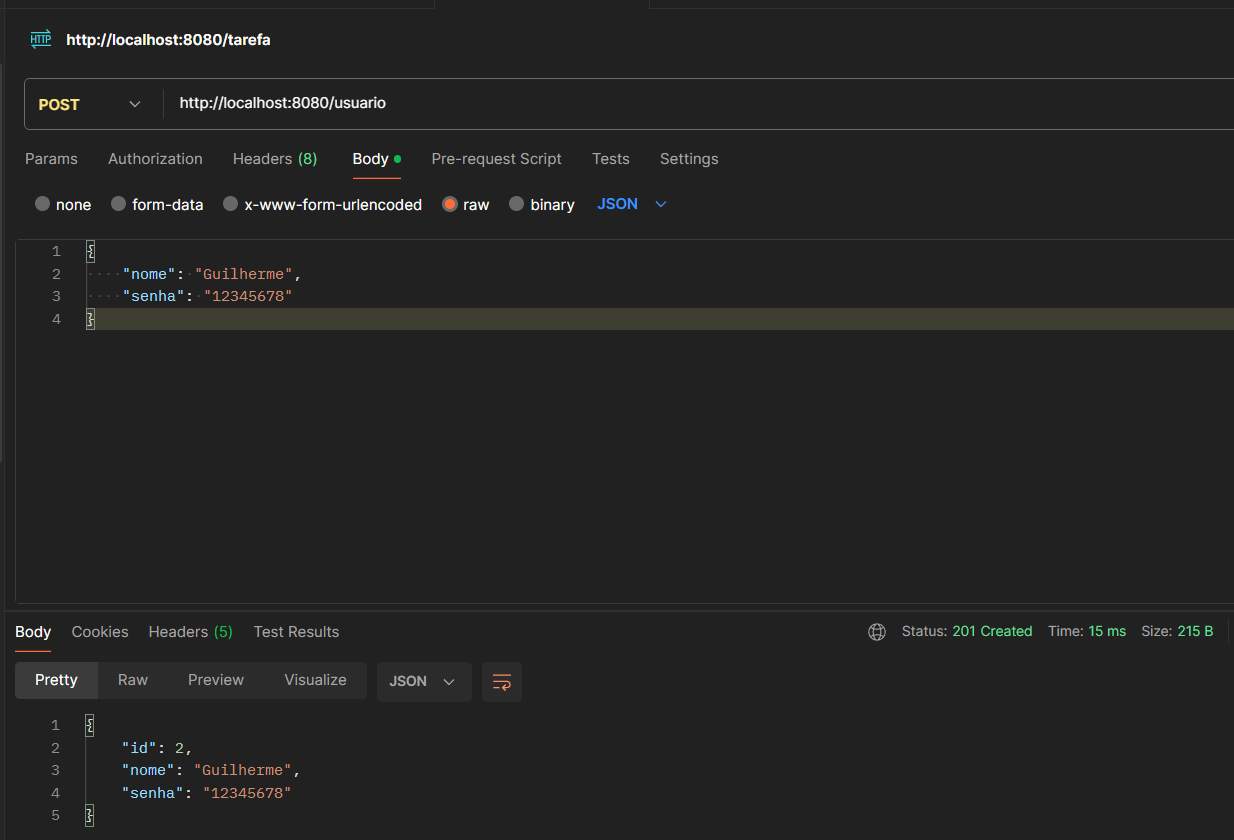 HTTP http://localhost:8080/tarefa
POST http://localhost:8080/usuario
Params Authorization Headers (8) Body Pre-request Script Tests Settings
none form-data x-www-form-urlencoded raw binary JSON
1 {
2 "nome": "Guilherme",
3 "senha": "12345678"
4 }
Body Cookies Headers (5) Test Results Status: 201 Created Time: 15 ms Size: 215 B
Pretty Raw Preview Visualize JSON
1 {
2 "id": 2,
3 "nome": "Guilherme",
4 "senha": "12345678"
5 }